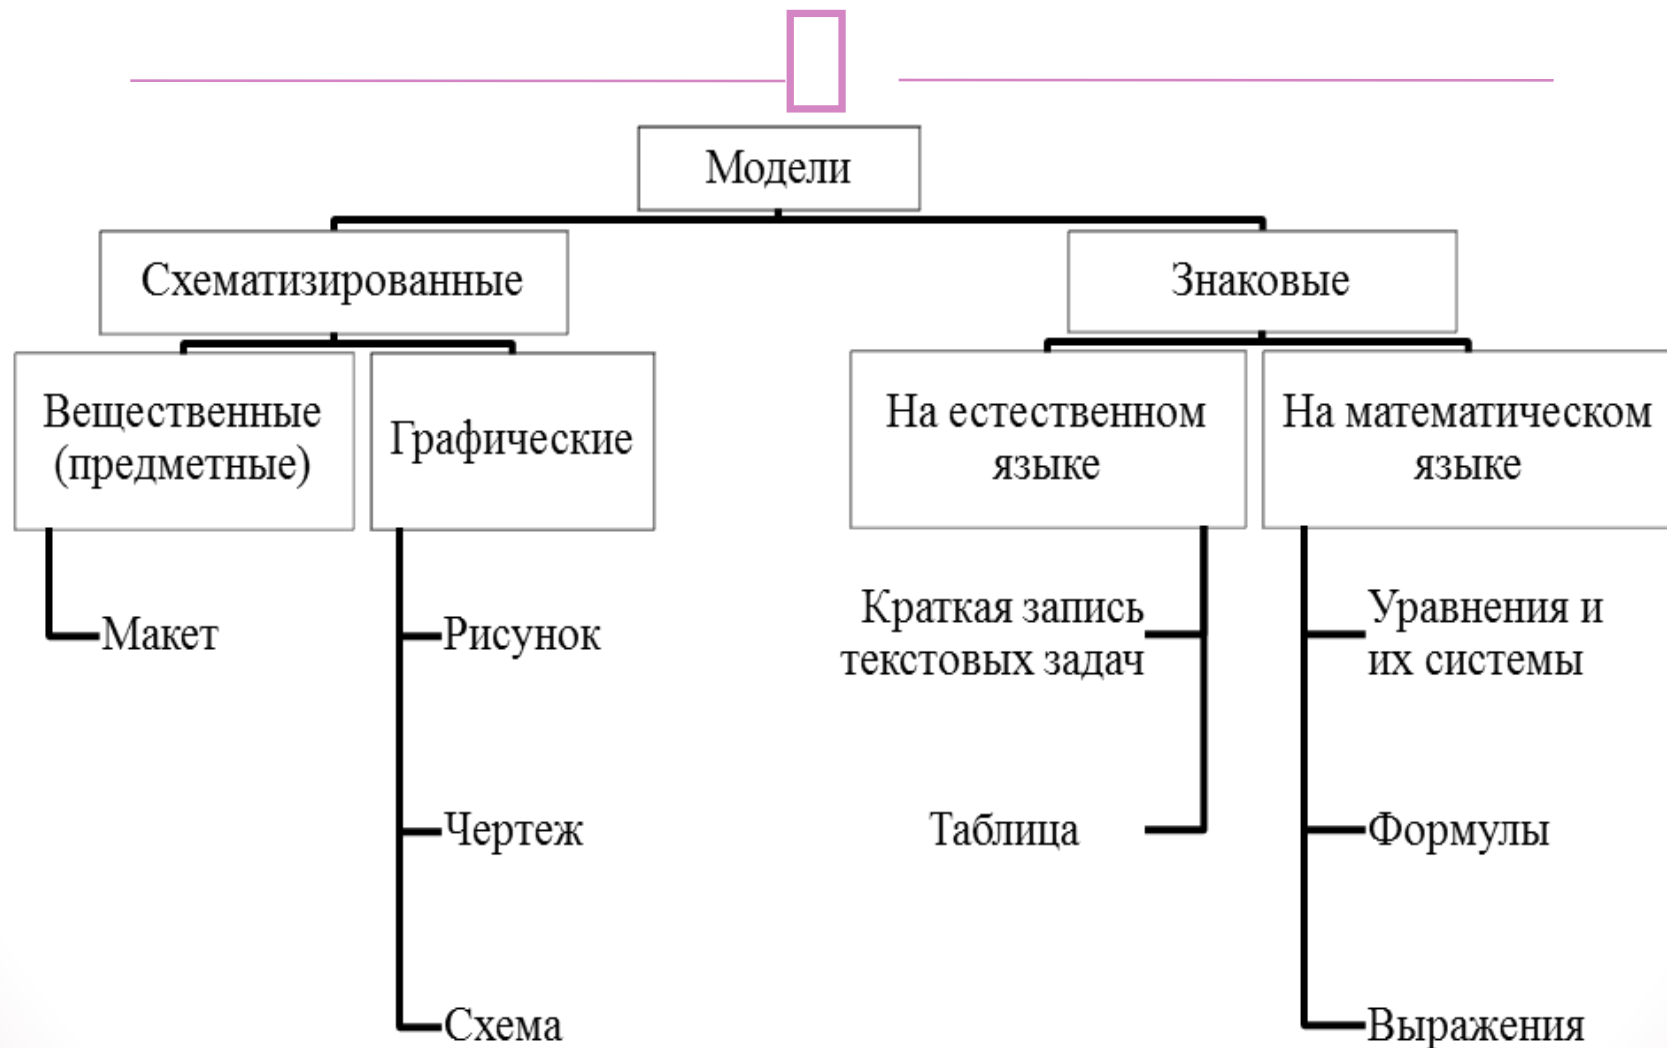 Модели
Схематизированные
Знаковые
Вещественные
(предметные)
Графические
На естественном
языке
На математическом
языке
Макет
Рисунок
Чертеж
Схема
Краткая запись
текстовых задач
Таблица
Уравнения и
их системы
Формулы
Выражения